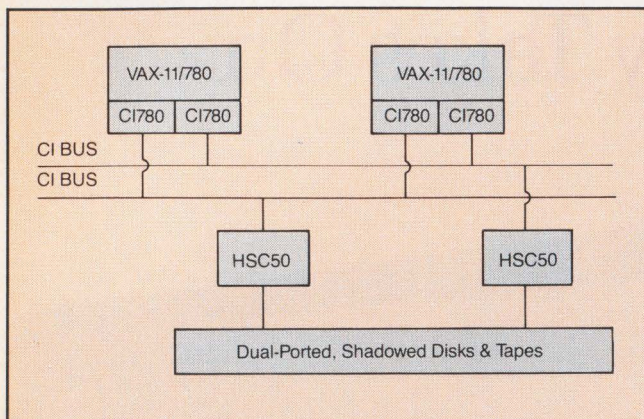 VAX-11/780 VAX-11/780
CI780 CI780 CI780 CI780
CI BUS
CI BUS
HSC50 HSC50
Dual-Ported, Shadowed Disks & Tapes